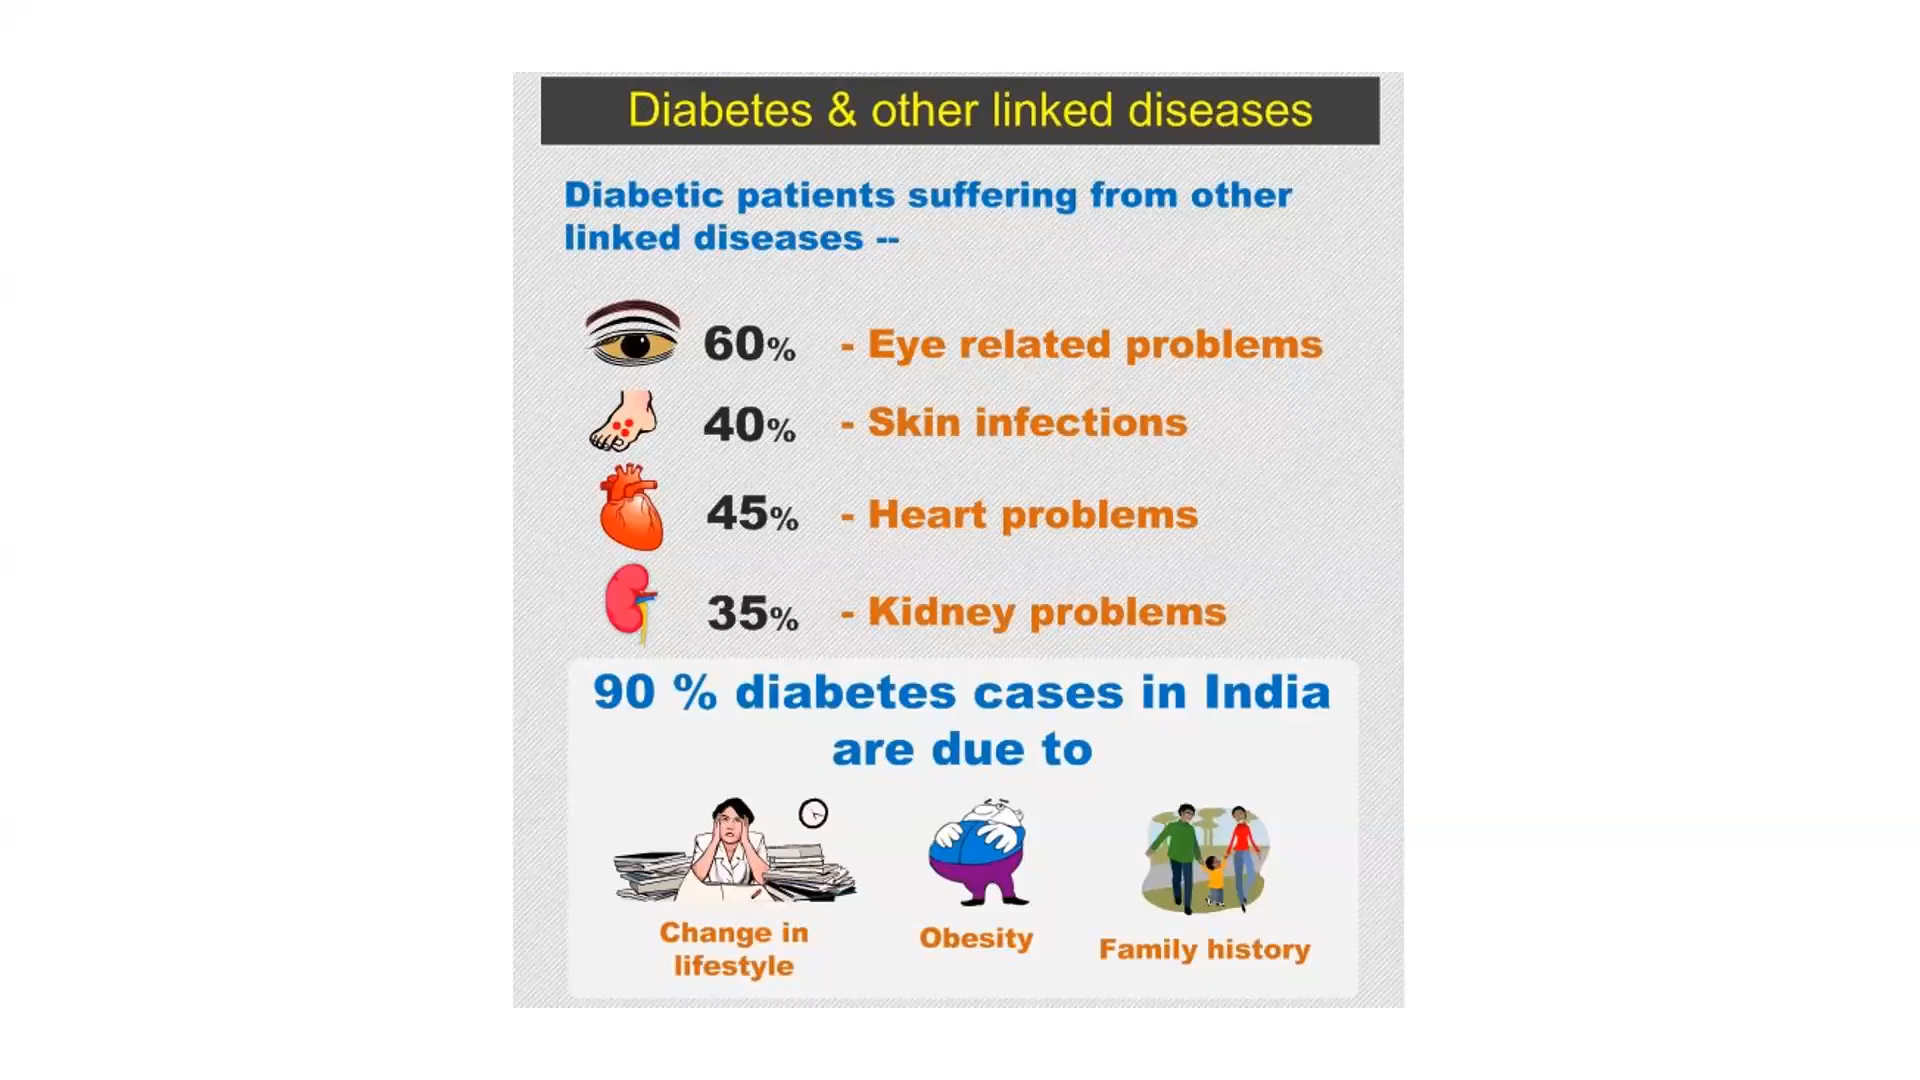 Diabetes & other linked diseases
Diabetic patients suffering from other
linked diseases --
60% - Eye related problems
40% - Skin infections
45% - Heart problems
35% - Kidney problems
90 % diabetes cases in India
are due to
Change in
lifestyle
Obesity
Family history